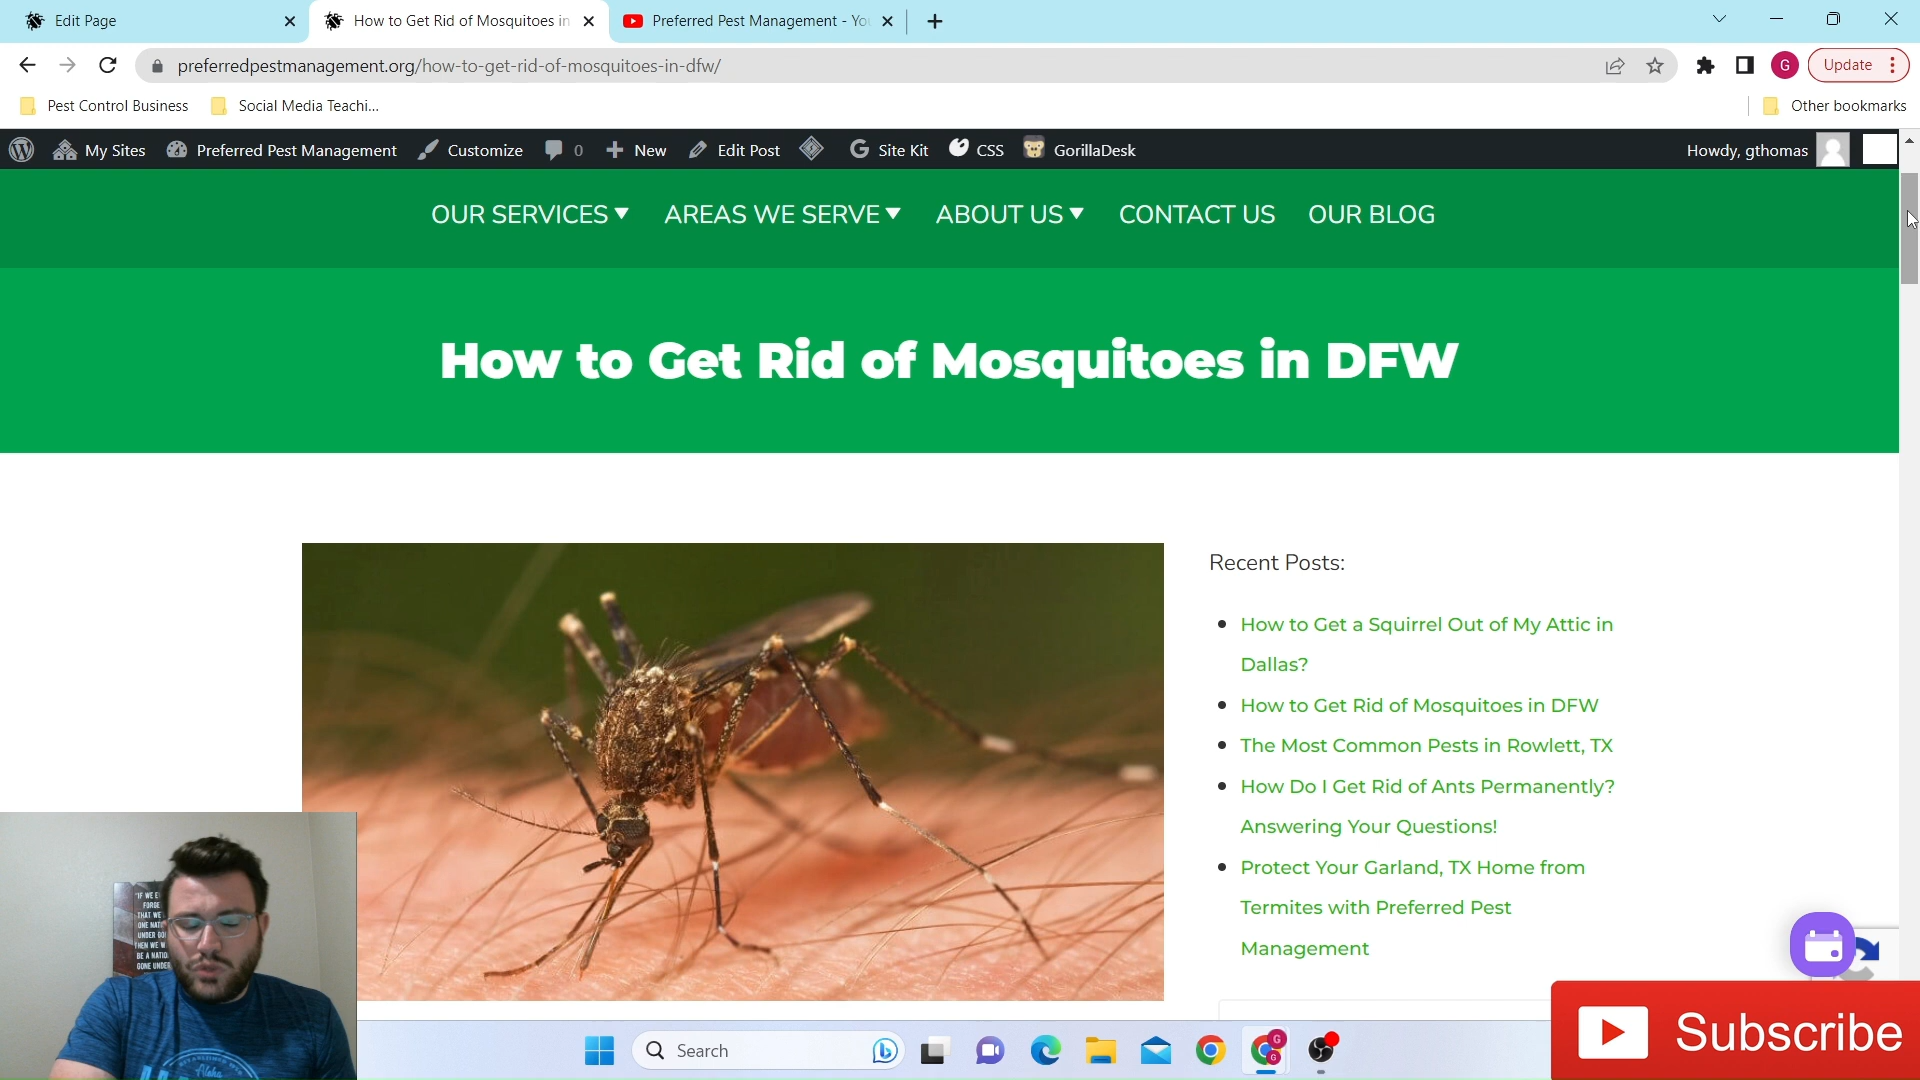 Edit Page
How to Get Rid of Mosquitoes in
Preferred Pest Management - You
preferredpestmanagement.org/how-to-get-rid-of-mosquitoes-in-dfw/
G
Update
Pest Control Business
Social Media Teachi...
Other bookmarks
My Sites
Preferred Pest Management
Customize
0
New
Edit Post
Site Kit
CSS
GorillaDesk
Howdy, gthomas
OUR SERVICES
AREAS WE SERVE
ABOUT US
CONTACT US
OUR BLOG
How to Get Rid of Mosquitoes in DFW
Recent Posts:
How to Get a Squirrel Out of My Attic in
Dallas?
How to Get Rid of Mosquitoes in DFW
The Most Common Pests in Rowlett, TX
How Do I Get Rid of Ants Permanently?
Answering Your Questions!
Protect Your Garland, TX Home from
Termites with Preferred Pest
Management
"IF WE E
FORGE
THAT WE
ONE NATI
UNDER GO
HEN WE W
BE A NATIO
GONE UNDER
Alpha
Search
Subscribe